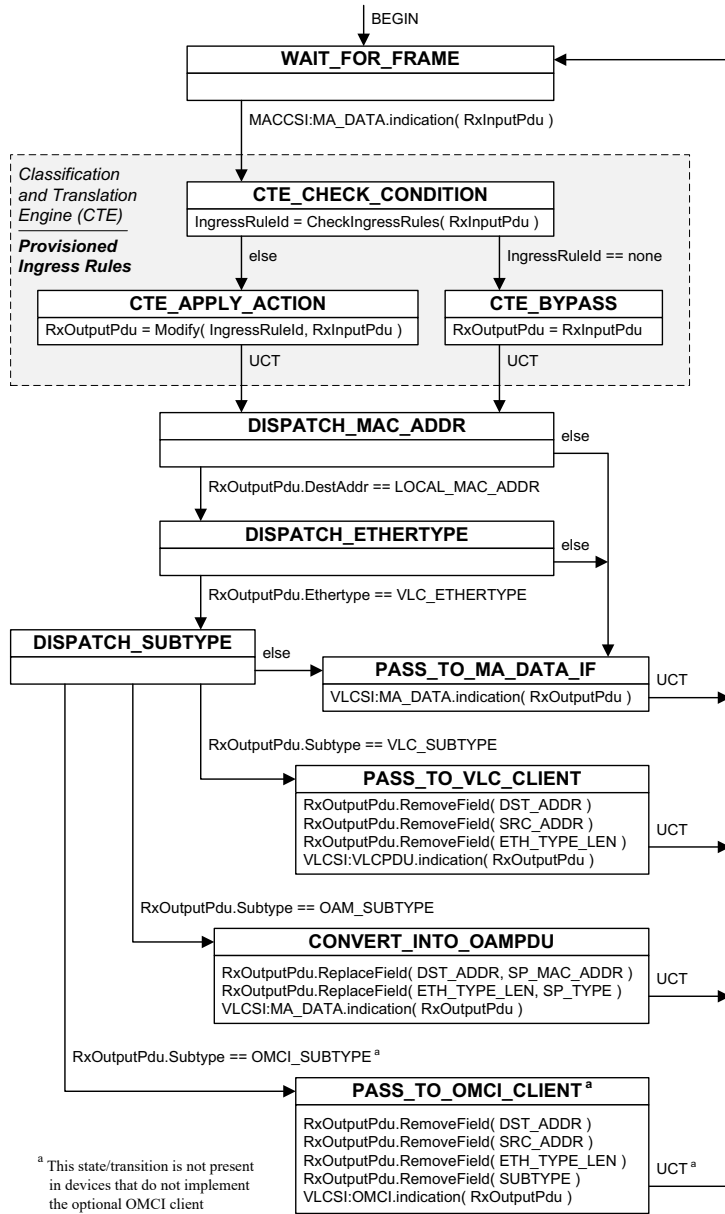 BEGIN
WAIT_FOR_FRAME
MACCSI:MA_DATA.indication( RxInputPdu )
Classification
and Translation
Engine (CTE)
Provisioned
Ingress Rules
CTE_CHECK_CONDITION
IngressRuleId = CheckIngressRules( RxInputPdu )
else
IngressRuleId == none
CTE_APPLY_ACTION
RxOutputPdu = Modify( IngressRuleId, RxInputPdu )
CTE_BYPASS
RxOutputPdu = RxInputPdu
UCT
UCT
DISPATCH_MAC_ADDR
else
RxOutputPdu.DestAddr == LOCAL_MAC_ADDR
DISPATCH_ETHERTYPE
else
RxOutputPdu.Ethertype == VLC_ETHERTYPE
DISPATCH_SUBTYPE
else
PASS_TO_MA_DATA_IF
VLCSI:MA_DATA.indication( RxOutputPdu )
UCT
RxOutputPdu.Subtype == VLC_SUBTYPE
PASS_TO_VLC_CLIENT
RxOutputPdu.RemoveField( DST_ADDR )
RxOutputPdu.RemoveField( SRC_ADDR )
RxOutputPdu.RemoveField( ETH_TYPE_LEN )
VLCSI:VLCPDU.indication( RxOutputPdu )
UCT
RxOutputPdu.Subtype == OAM_SUBTYPE
CONVERT_INTO_OAMPDU
RxOutputPdu.ReplaceField( DST_ADDR, SP_MAC_ADDR )
RxOutputPdu.ReplaceField( ETH_TYPE_LEN, SP_TYPE )
VLCSI:MA_DATA.indication( RxOutputPdu )
UCT
RxOutputPdu.Subtype == OMCI_SUBTYPE a
PASS_TO_OMCI_CLIENT a
RxOutputPdu.RemoveField( DST_ADDR )
RxOutputPdu.RemoveField( SRC_ADDR )
RxOutputPdu.RemoveField( ETH_TYPE_LEN )
RxOutputPdu.RemoveField( SUBTYPE )
VLCSI:OMCI.indication( RxOutputPdu )
UCT a
a This state/transition is not present
in devices that do not implement
the optional OMCI client